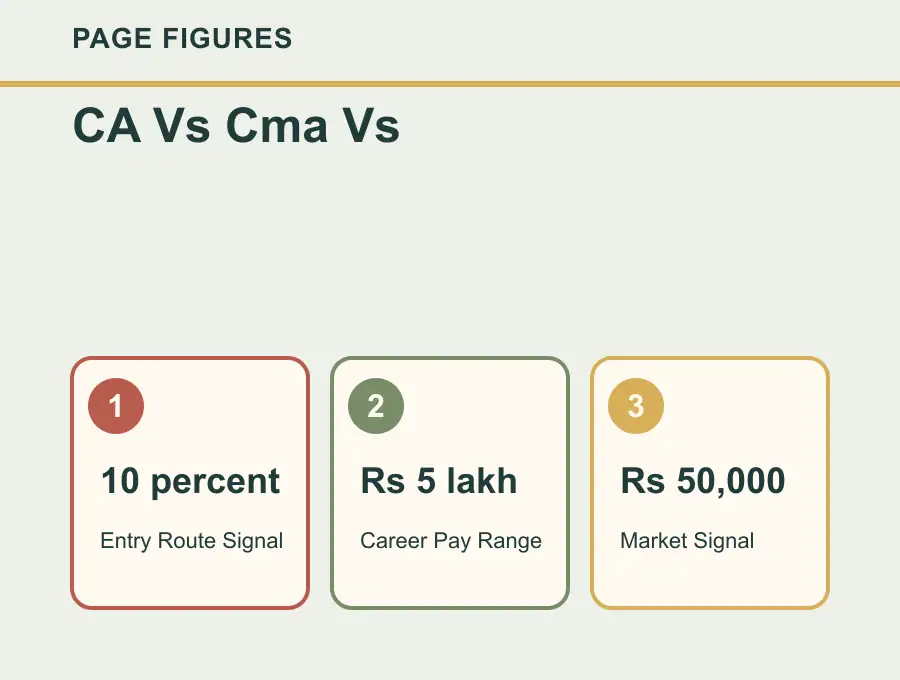 PAGE FIGURES
CA Vs Cma Vs
1
2
3
10 percent
Rs 5 lakh
Rs 50,000
Entry Route Signal
Career Pay Range
Market Signal